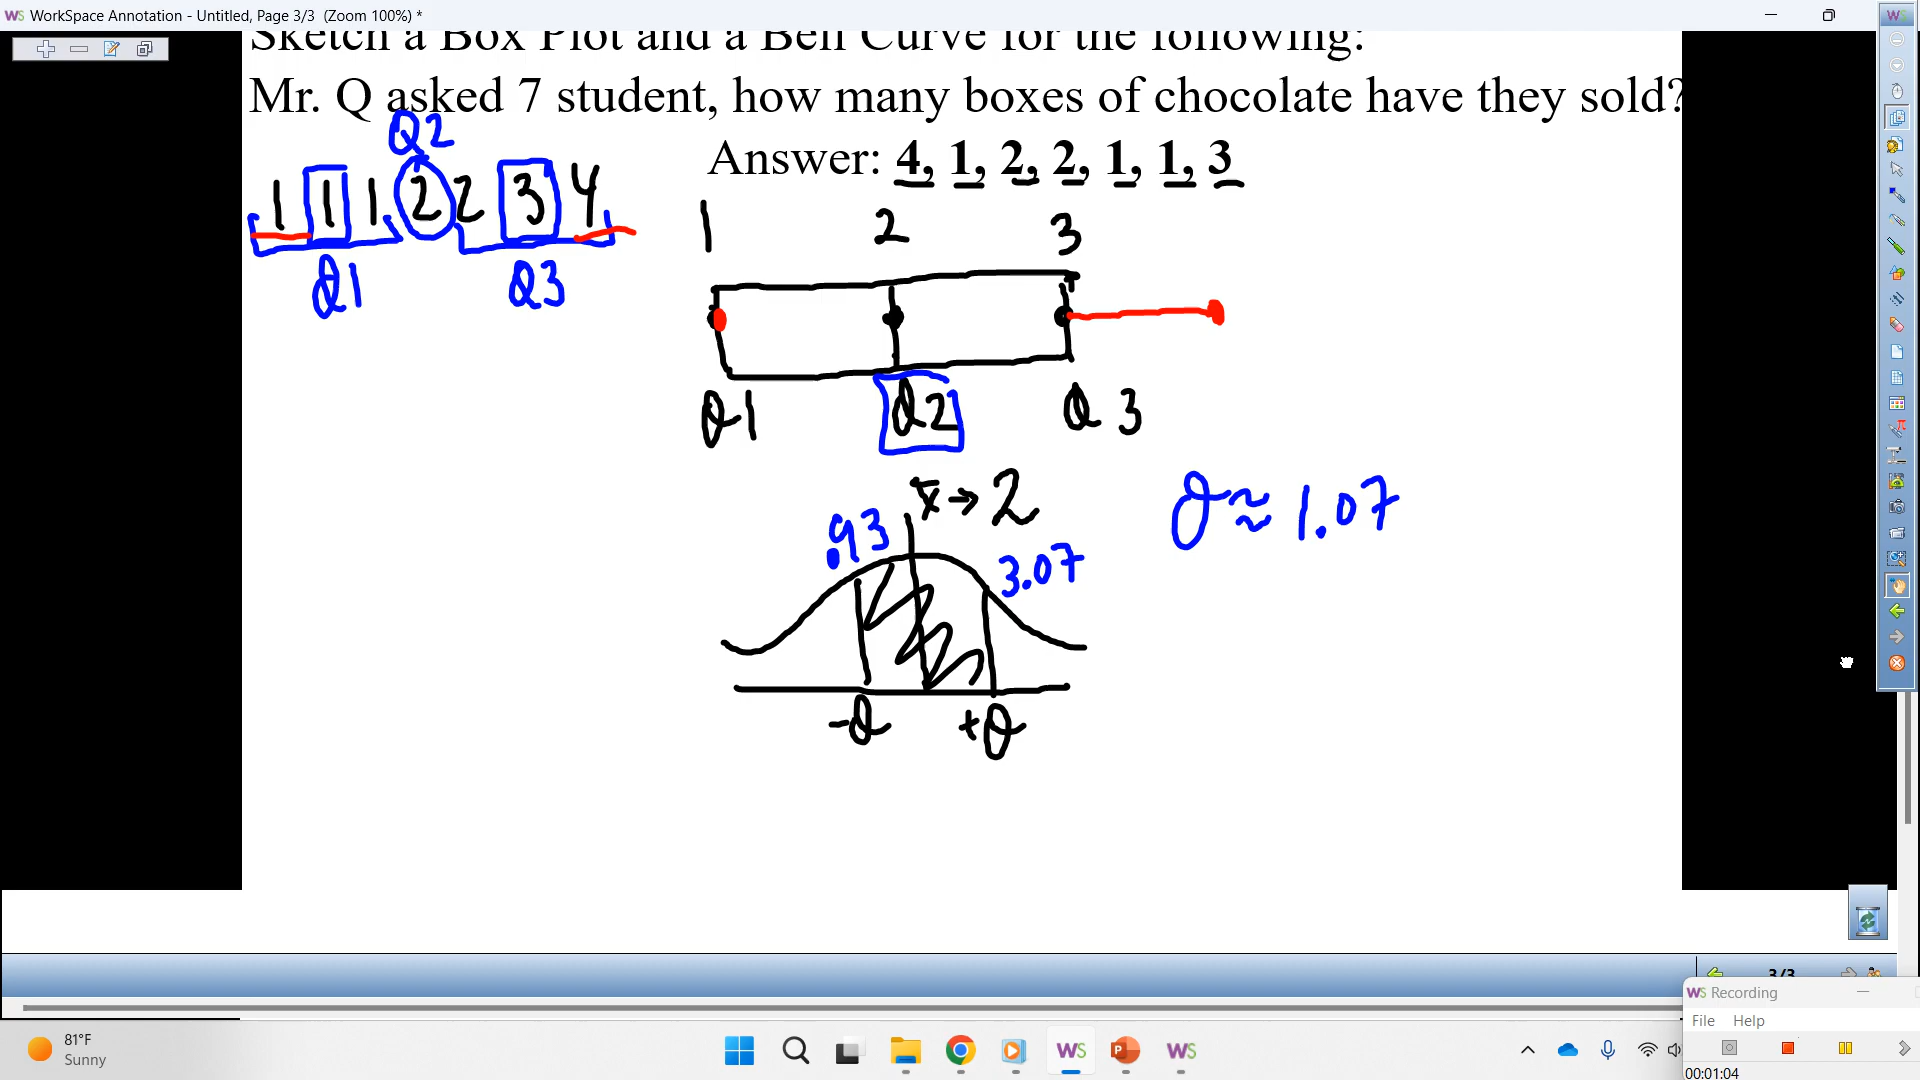 WS WorkSpace Annotation - Untitled, Page 3/3 (Zoom 100%) *
Sketch a Box Plot and a Bell Curve for the following:
Mr. Q asked 7 student, how many boxes of chocolate have they sold?
Answer: 4, 1, 2, 2, 1, 1, 3
Q2
1 1 1 2 2 3 4
Q1 Q3
1 2 3
Q1 Q2 Q3
x̄ → 2
.93 3.07
σ ≈ 1.07
-σ +σ
3/3
WS Recording
File Help
00:01:04
81°F
Sunny